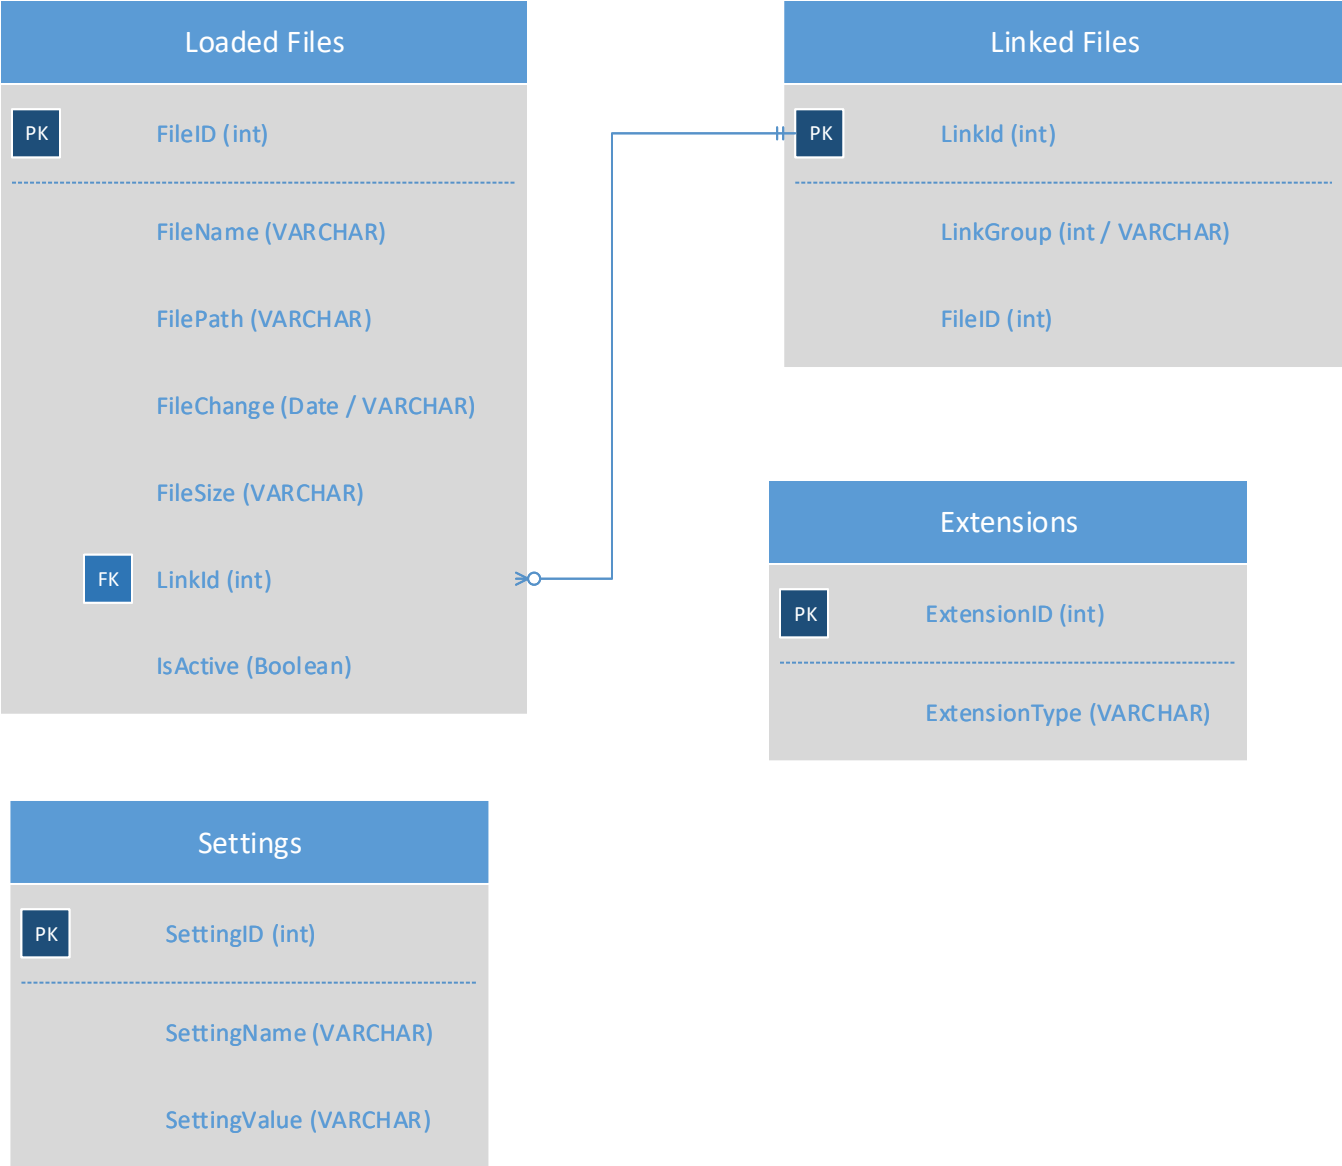 Loaded Files
PK FileID (int)
FileName (VARCHAR)
FilePath (VARCHAR)
FileChange (Date / VARCHAR)
FileSize (VARCHAR)
FK LinkId (int)
IsActive (Boolean)
Linked Files
PK LinkId (int)
LinkGroup (int / VARCHAR)
FileID (int)
Extensions
PK ExtensionID (int)
ExtensionType (VARCHAR)
Settings
PK SettingID (int)
SettingName (VARCHAR)
SettingValue (VARCHAR)